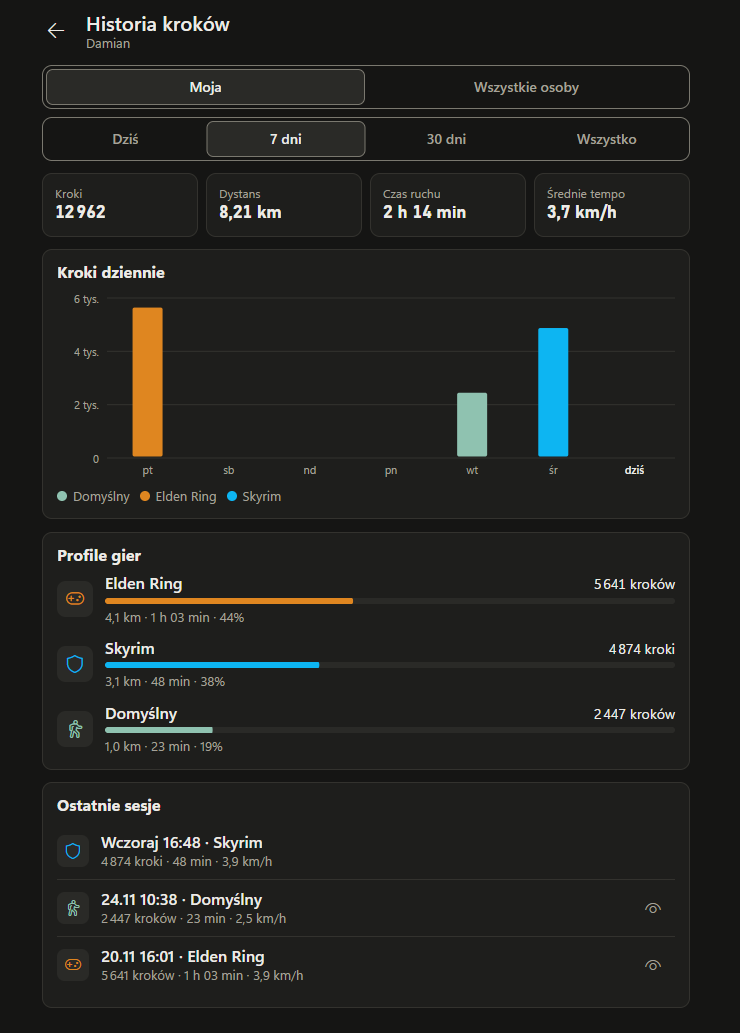 Historia kroków
Damian
Moja Wszystkie osoby
Dziś 7 dni 30 dni Wszystko
Kroki Dystans Czas ruchu Średnie tempo
12 962 8,21 km 2 h 14 min 3,7 km/h
Kroki dziennie
6 tys.
4 tys.
2 tys.
0
pt sb nd pn wt śr dziś
Domyślny Elden Ring Skyrim
Profile gier
Elden Ring 5 641 kroków
4,1 km · 1 h 03 min · 44%
Skyrim 4 874 kroki
3,1 km · 48 min · 38%
Domyślny 2 447 kroków
1,0 km · 23 min · 19%
Ostatnie sesje
Wczoraj 16:48 · Skyrim
4 874 kroki · 48 min · 3,9 km/h
24.11 10:38 · Domyślny
2 447 kroków · 23 min · 2,5 km/h
20.11 16:01 · Elden Ring
5 641 kroków · 1 h 03 min · 3,9 km/h